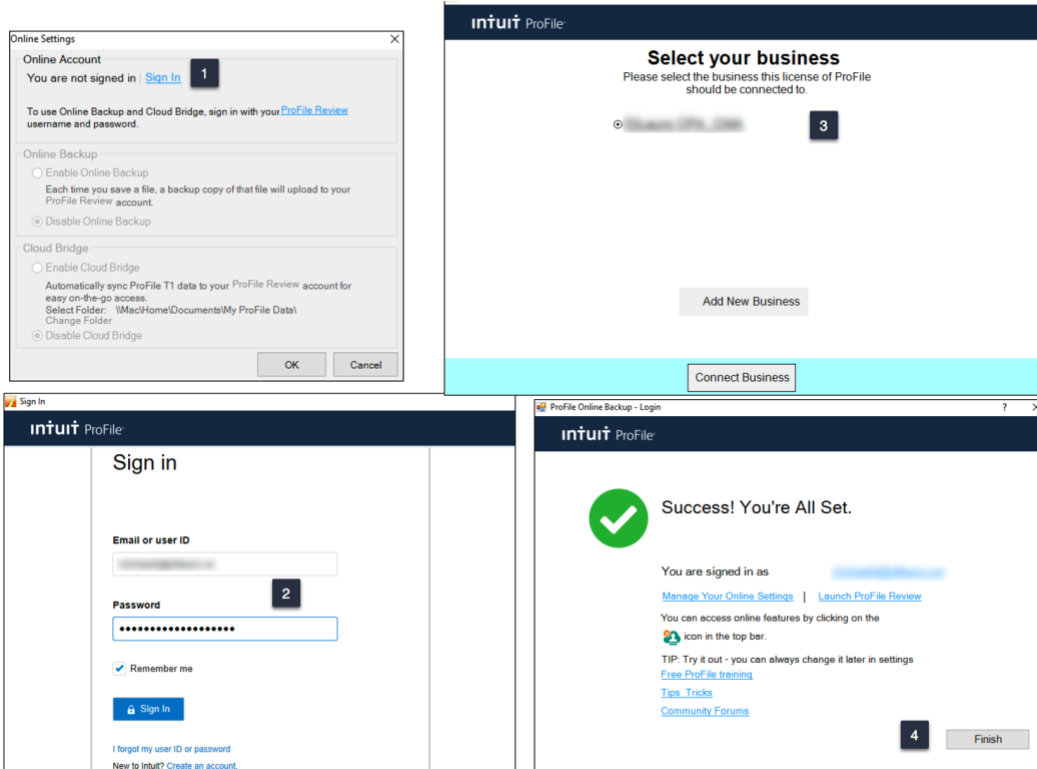 Online Settings
Online Account
You are not signed in | Sign In
1
To use Online Backup and Cloud Bridge, sign in with your ProFile Review
username and password.
Online Backup
Enable Online Backup
Each time you save a file, a backup copy of that file will upload to your
ProFile Review account.
Disable Online Backup
Cloud Bridge
Enable Cloud Bridge
Automatically sync ProFile T1 data to your ProFile Review account for
easy on-the-go access.
Select Folder: \\Mac\Home\Documents\My ProFile Data\
Change Folder
Disable Cloud Bridge
OK Cancel
intuit ProFile
Select your business
Please select the business this license of ProFile
should be connected to.
3
Add New Business
Connect Business
Sign In
intuit ProFile
Sign in
Email or user ID
2
Password
Remember me
Sign In
I forgot my user ID or password
New to Intuit? Create an account.
ProFile Online Backup - Login ?
intuit ProFile
Success! You're All Set.
You are signed in as
Manage Your Online Settings | Launch ProFile Review
You can access online features by clicking on the
icon in the top bar.
TIP: Try it out - you can always change it later in settings
Free ProFile training
Tips Tricks
Community Forums
4
Finish